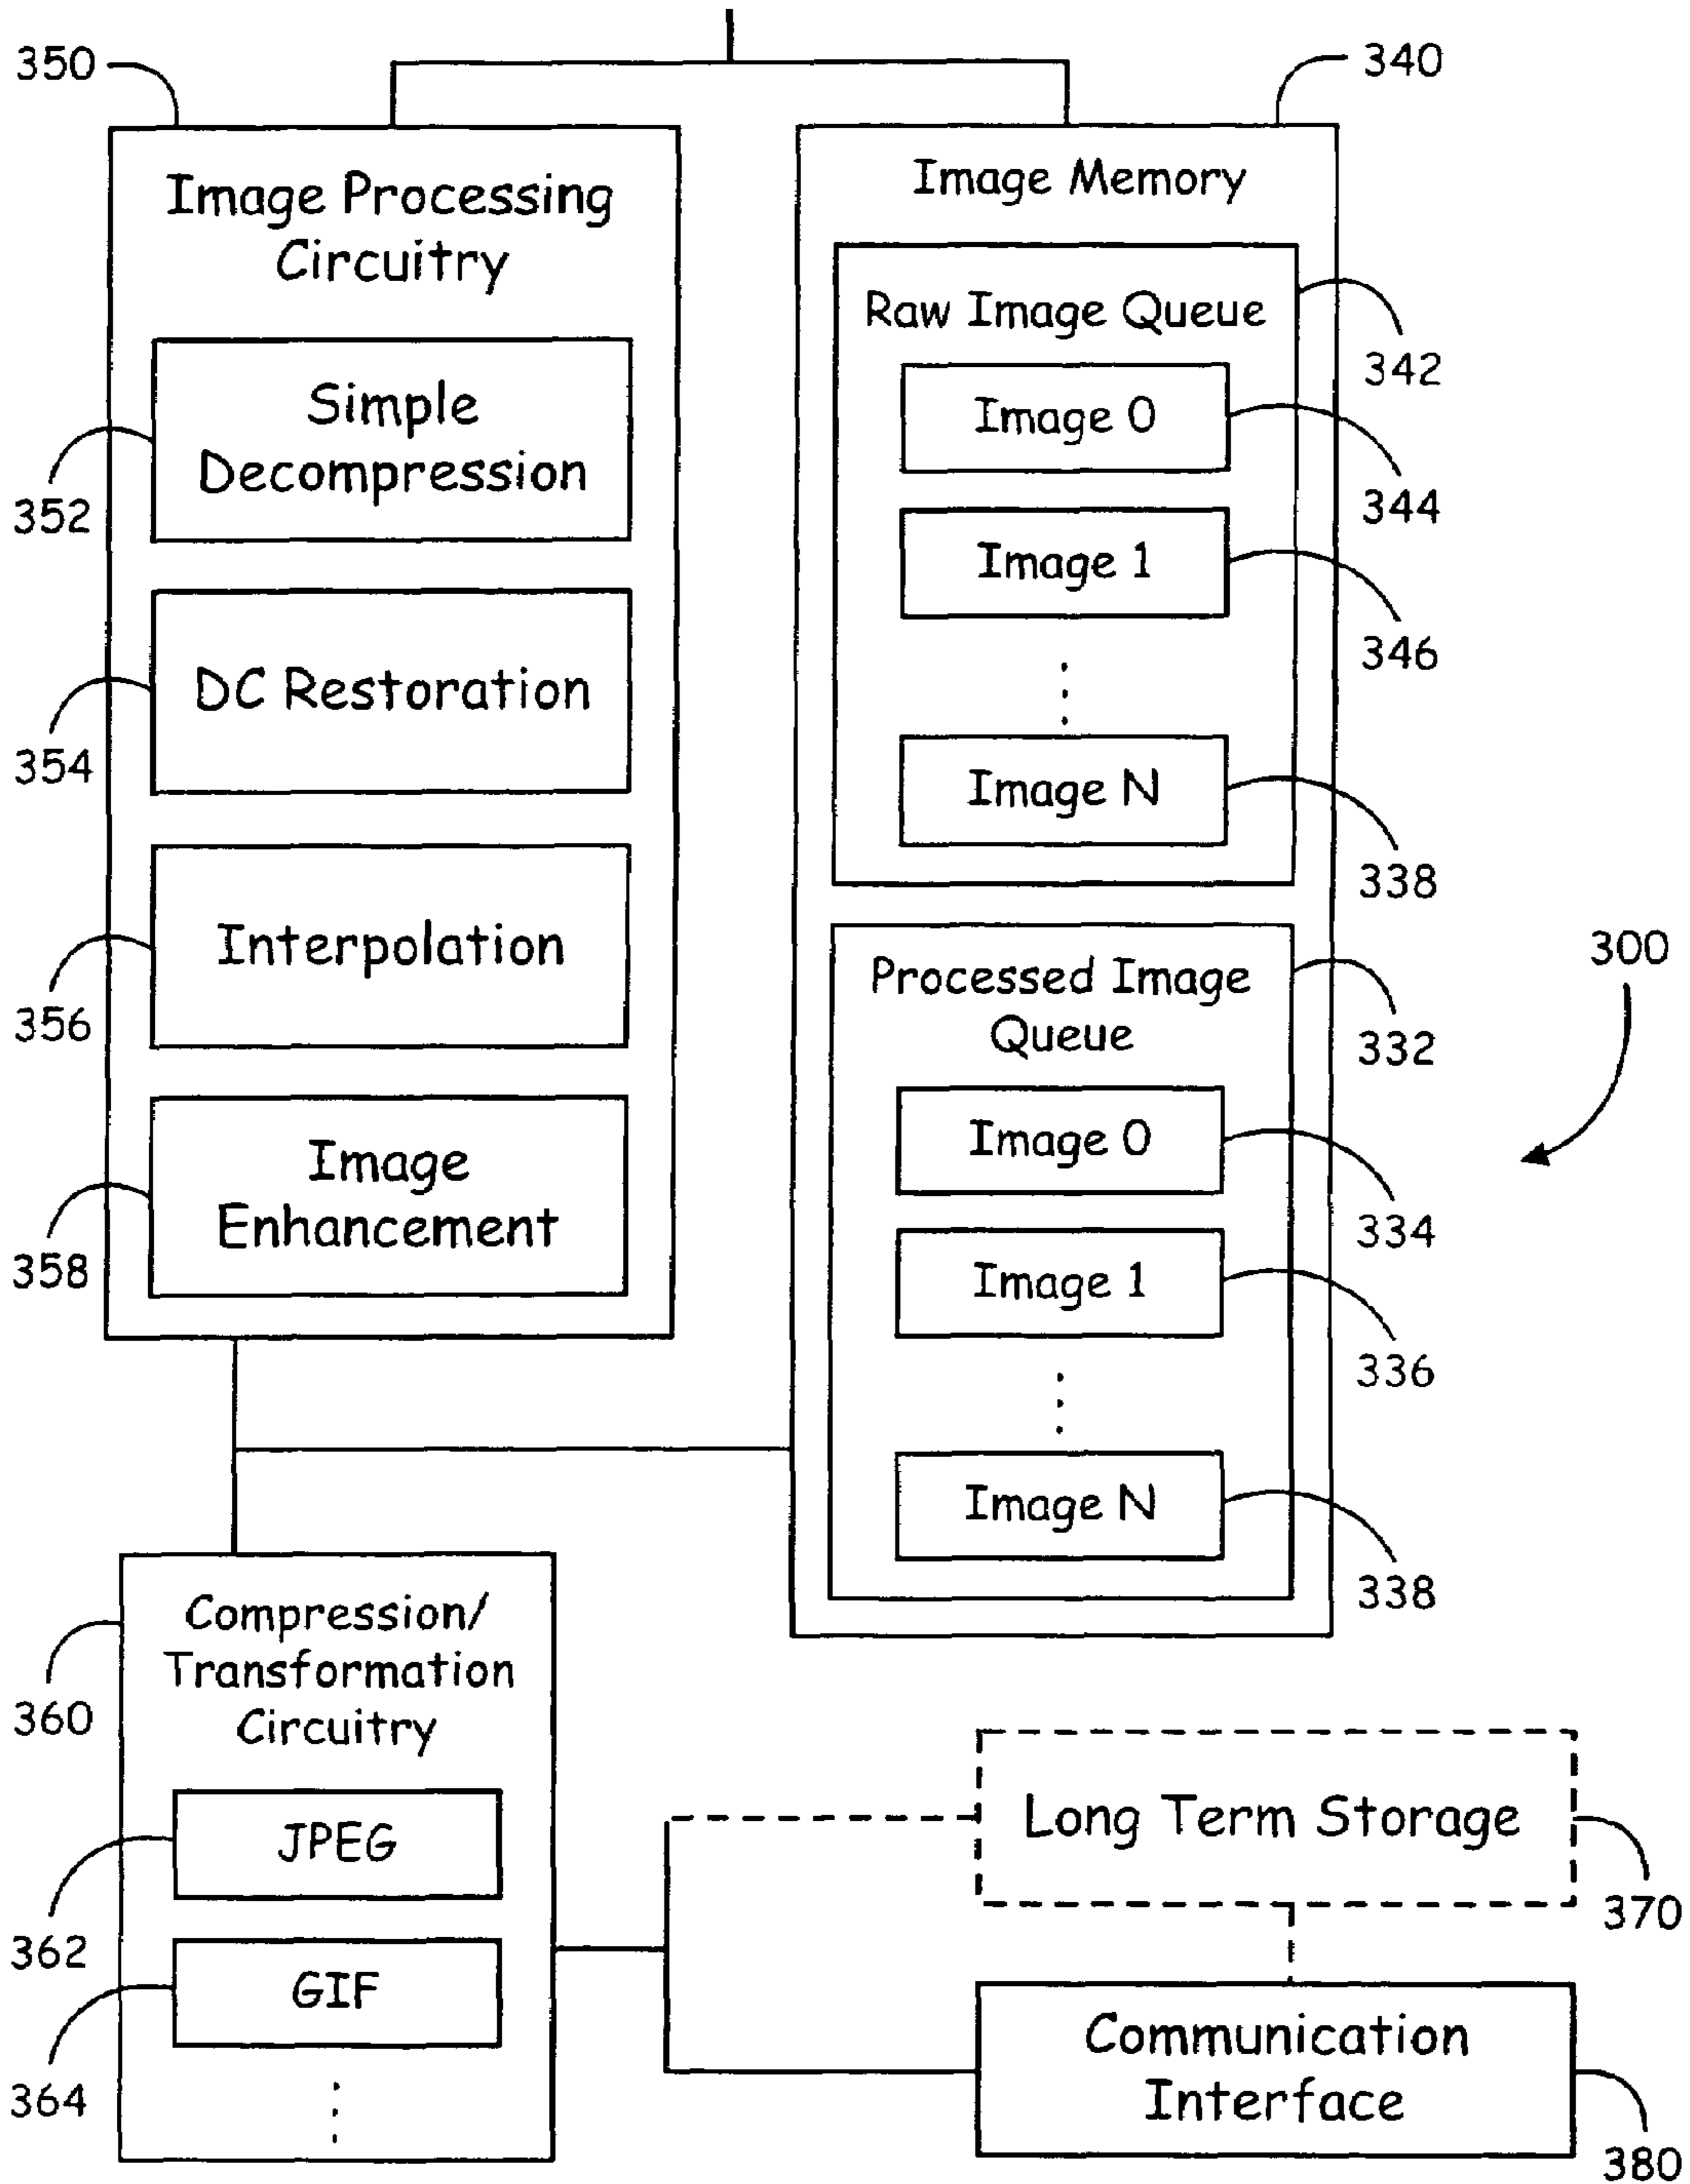 350
340
Image Processing
Circuitry
Simple
Decompression
352
DC Restoration
354
Interpolation
356
Image
Enhancement
358
Image Memory
Raw Image Queue
342
Image 0
344
Image 1
346
Image N
338
Processed Image
Queue
332
Image 0
334
Image 1
336
Image N
338
300
Compression/
Transformation
Circuitry
360
JPEG
362
GIF
364
Long Term Storage
370
Communication
Interface
380